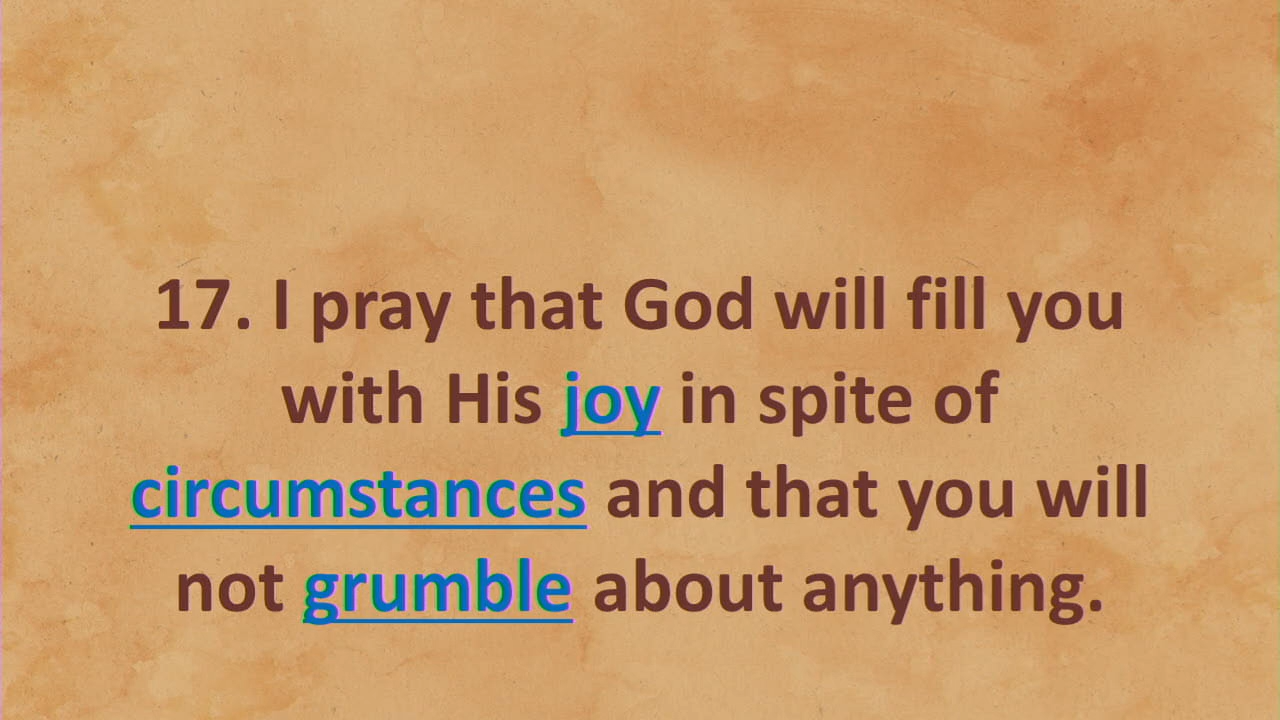 17. I pray that God will fill you
with His joy in spite of
circumstances and that you will
not grumble about anything.